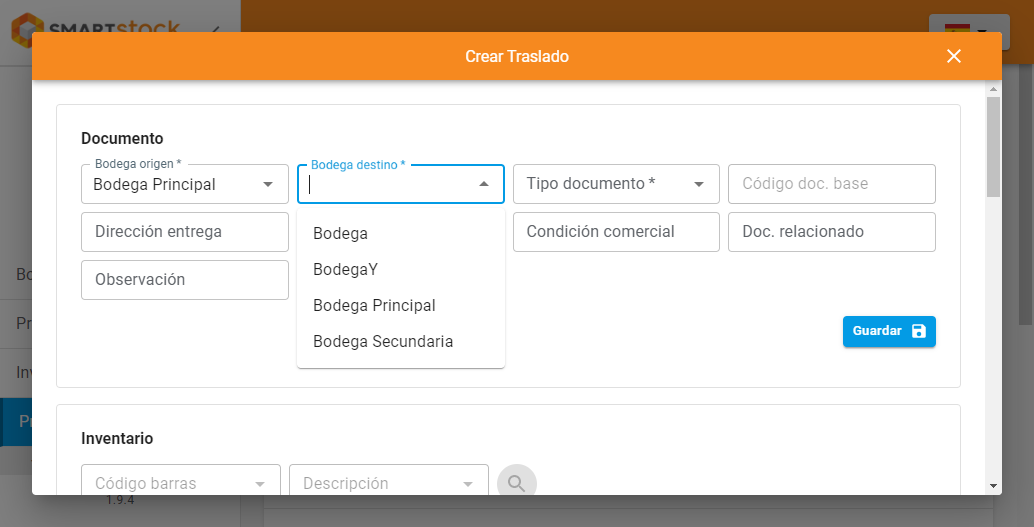 SMARTSTOCK
Crear Traslado
Documento
Bodega origen *
Bodega Principal
Bodega destino *
Tipo documento *
Código doc. base
Dirección entrega
Condición comercial
Doc. relacionado
Observación
Bodega
BodegaY
Bodega Principal
Bodega Secundaria
Guardar
Inventario
Código barras
Descripción
Bo
Pr
Inv
Pr
1.9.4